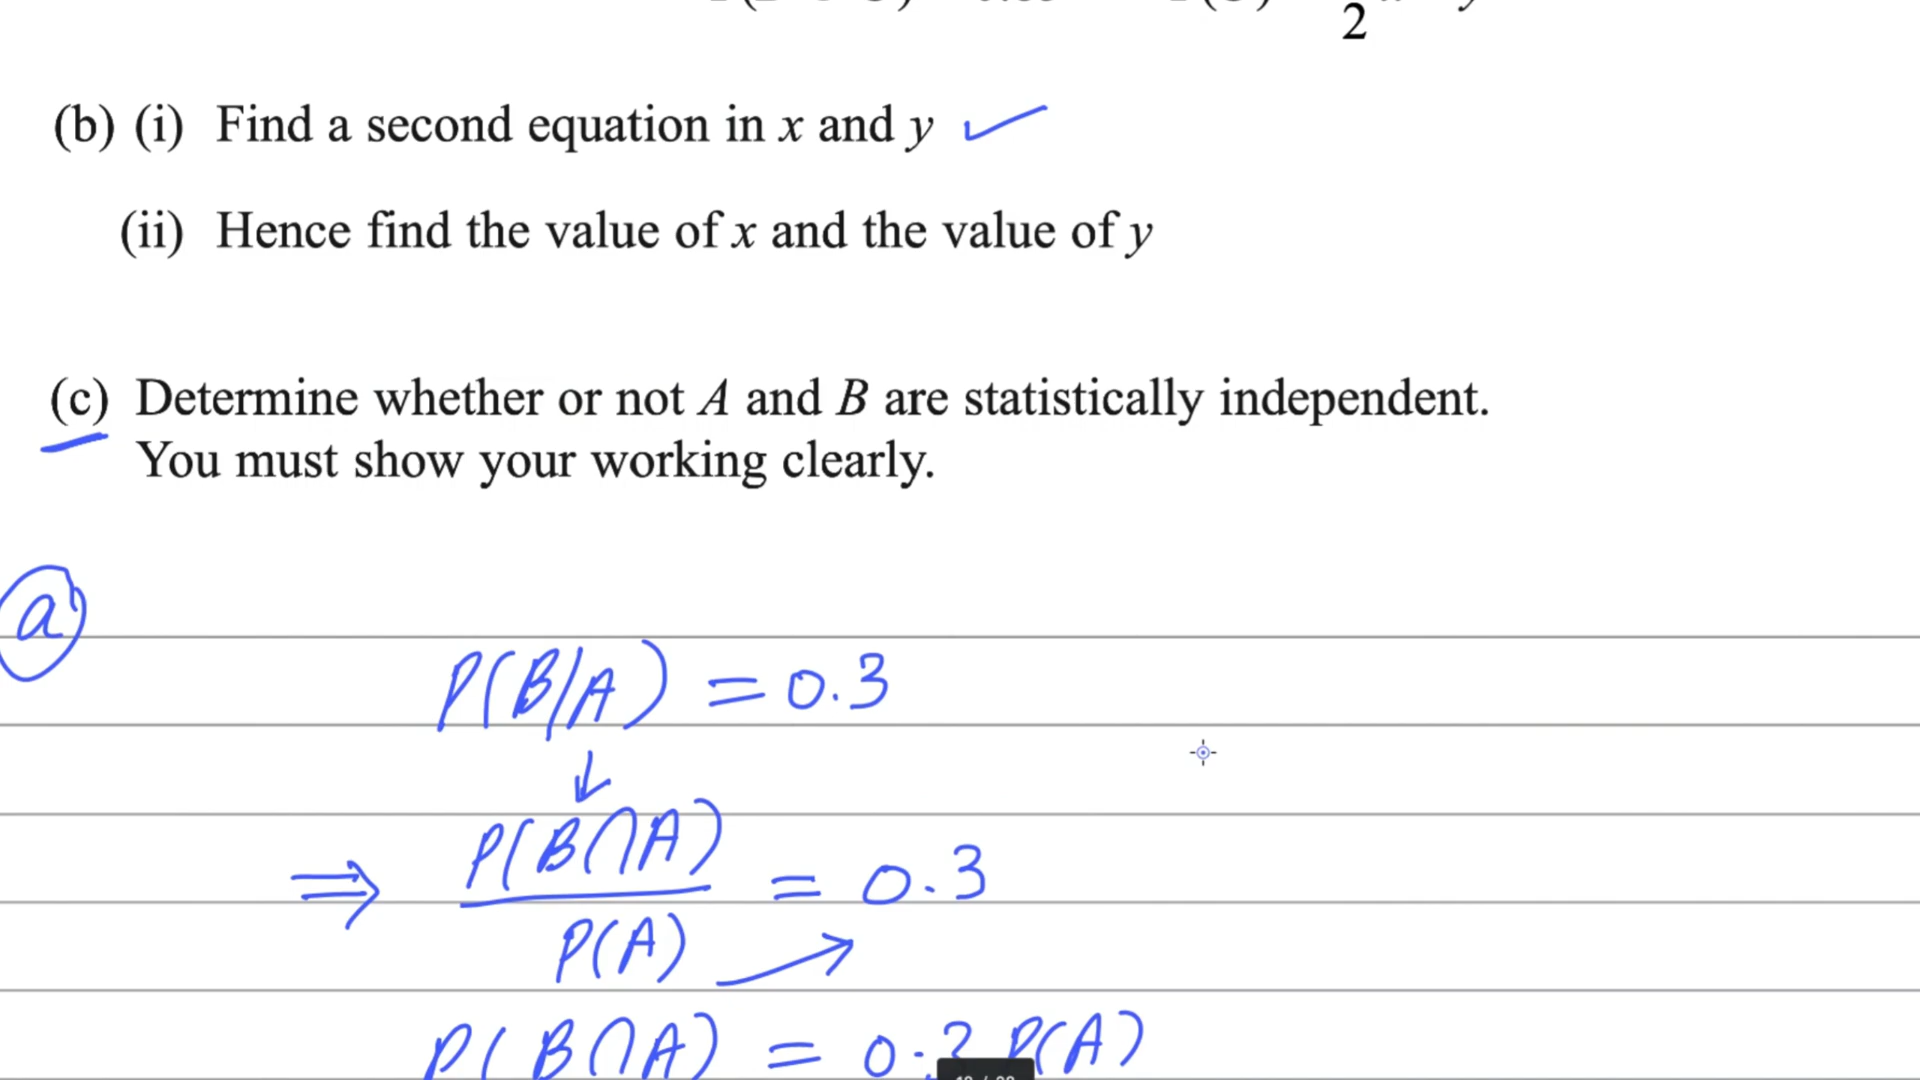 2
(b) (i) Find a second equation in x and y ✓
(ii) Hence find the value of x and the value of y
(c) Determine whether or not A and B are statistically independent.
You must show your working clearly.
a
P(B/A) = 0.3
↓
⇒ P(B∩A) / P(A) = 0.3
P(B∩A) = 0.3 P(A)